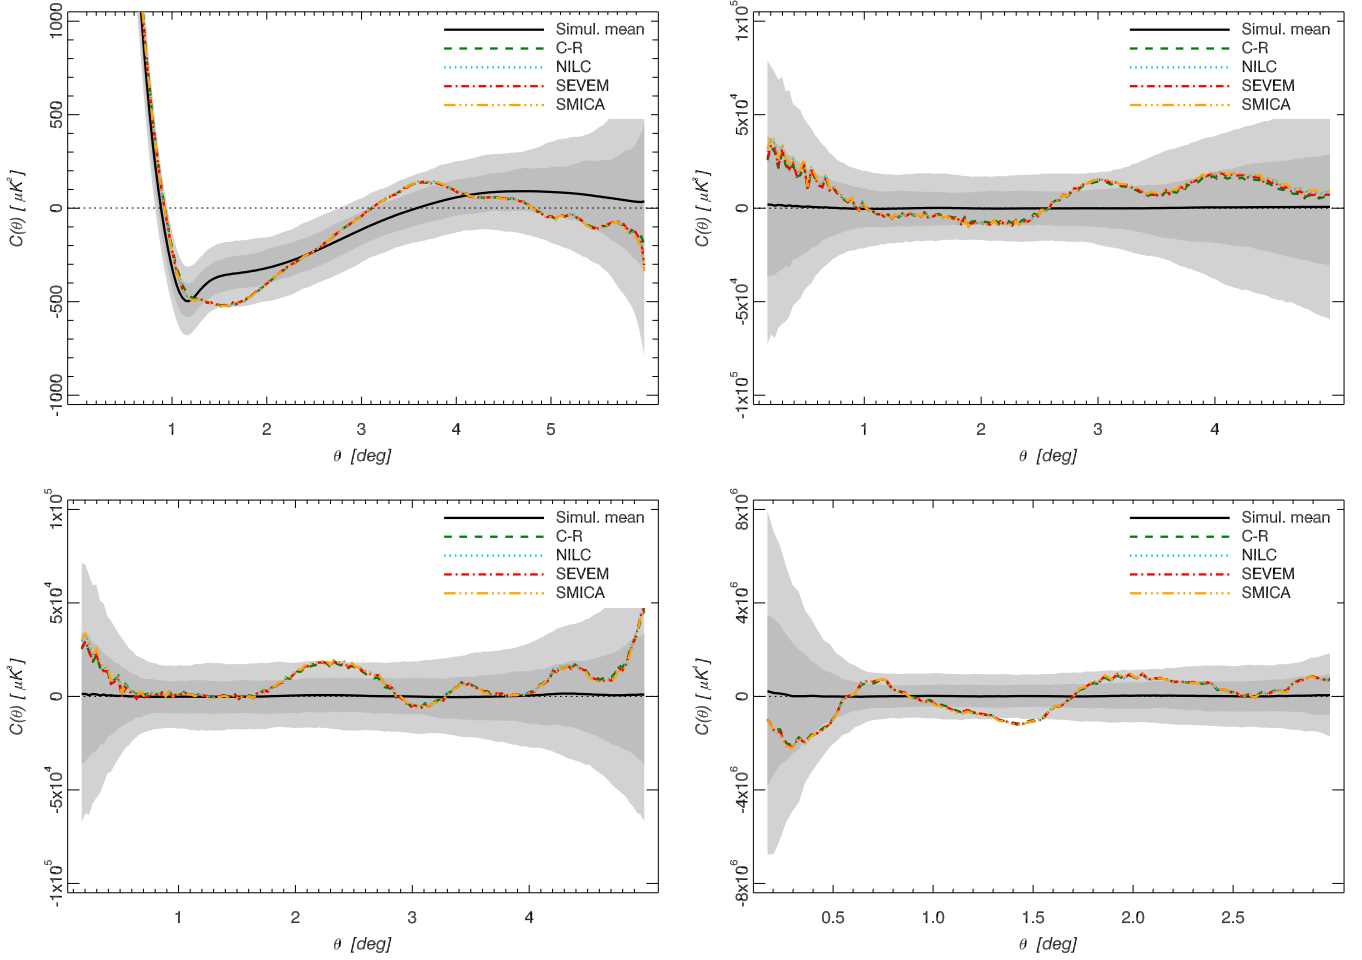 1000
500
0
-500
-1000
C(θ) [ μK²]
Simul. mean
C-R
NILC
SEVEM
SMICA
1 2 3 4 5
θ [deg]
1x10⁵
5x10⁴
0
-5x10⁴
-1x10⁵
C(θ) [ μK³]
Simul. mean
C-R
NILC
SEVEM
SMICA
1 2 3 4
θ [deg]
1x10⁵
5x10⁴
0
-5x10⁴
-1x10⁵
C(θ) [ μK³]
Simul. mean
C-R
NILC
SEVEM
SMICA
1 2 3 4
θ [deg]
8x10⁶
4x10⁶
0
-4x10⁶
-8x10⁶
C(θ) [ μK⁴]
Simul. mean
C-R
NILC
SEVEM
SMICA
0.5 1.0 1.5 2.0 2.5
θ [deg]